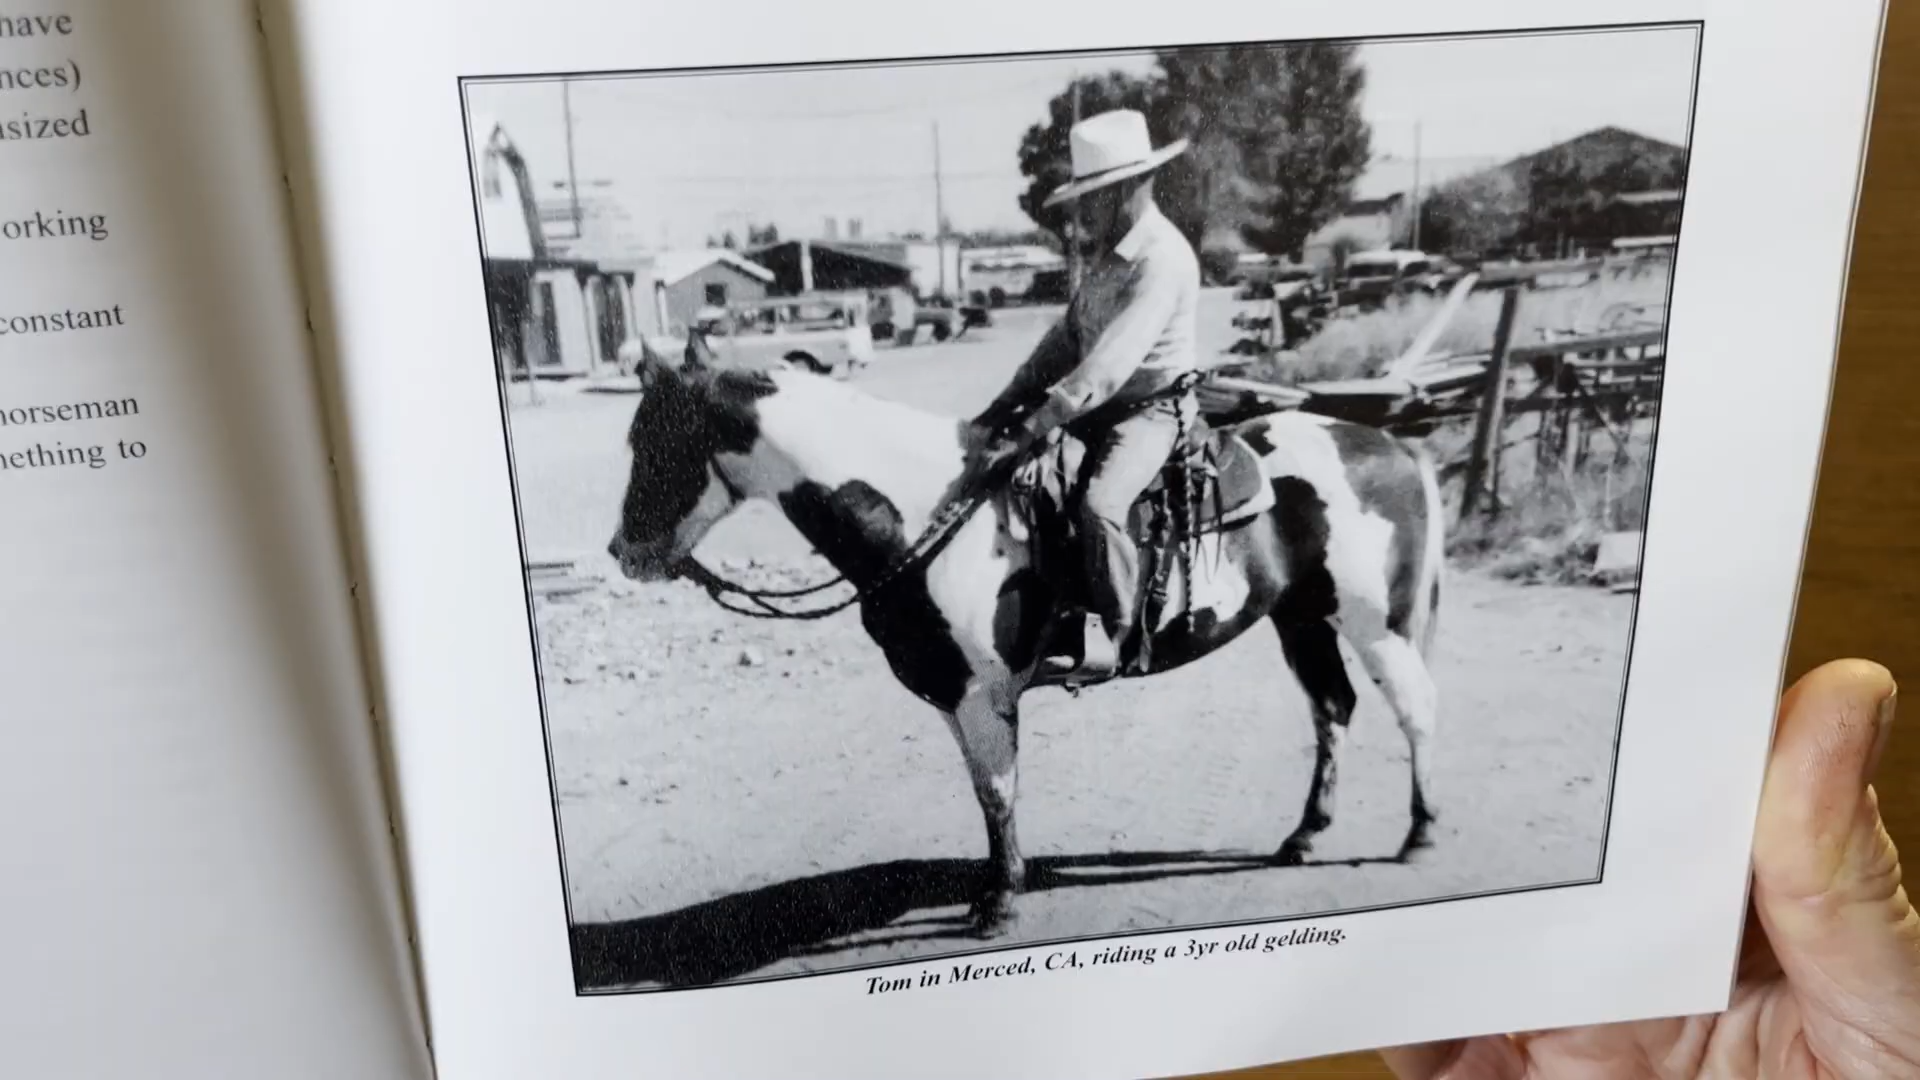 have
nces)
sized
orking
constant
horseman
nething to
Tom in Merced, CA, riding a 3yr old gelding.